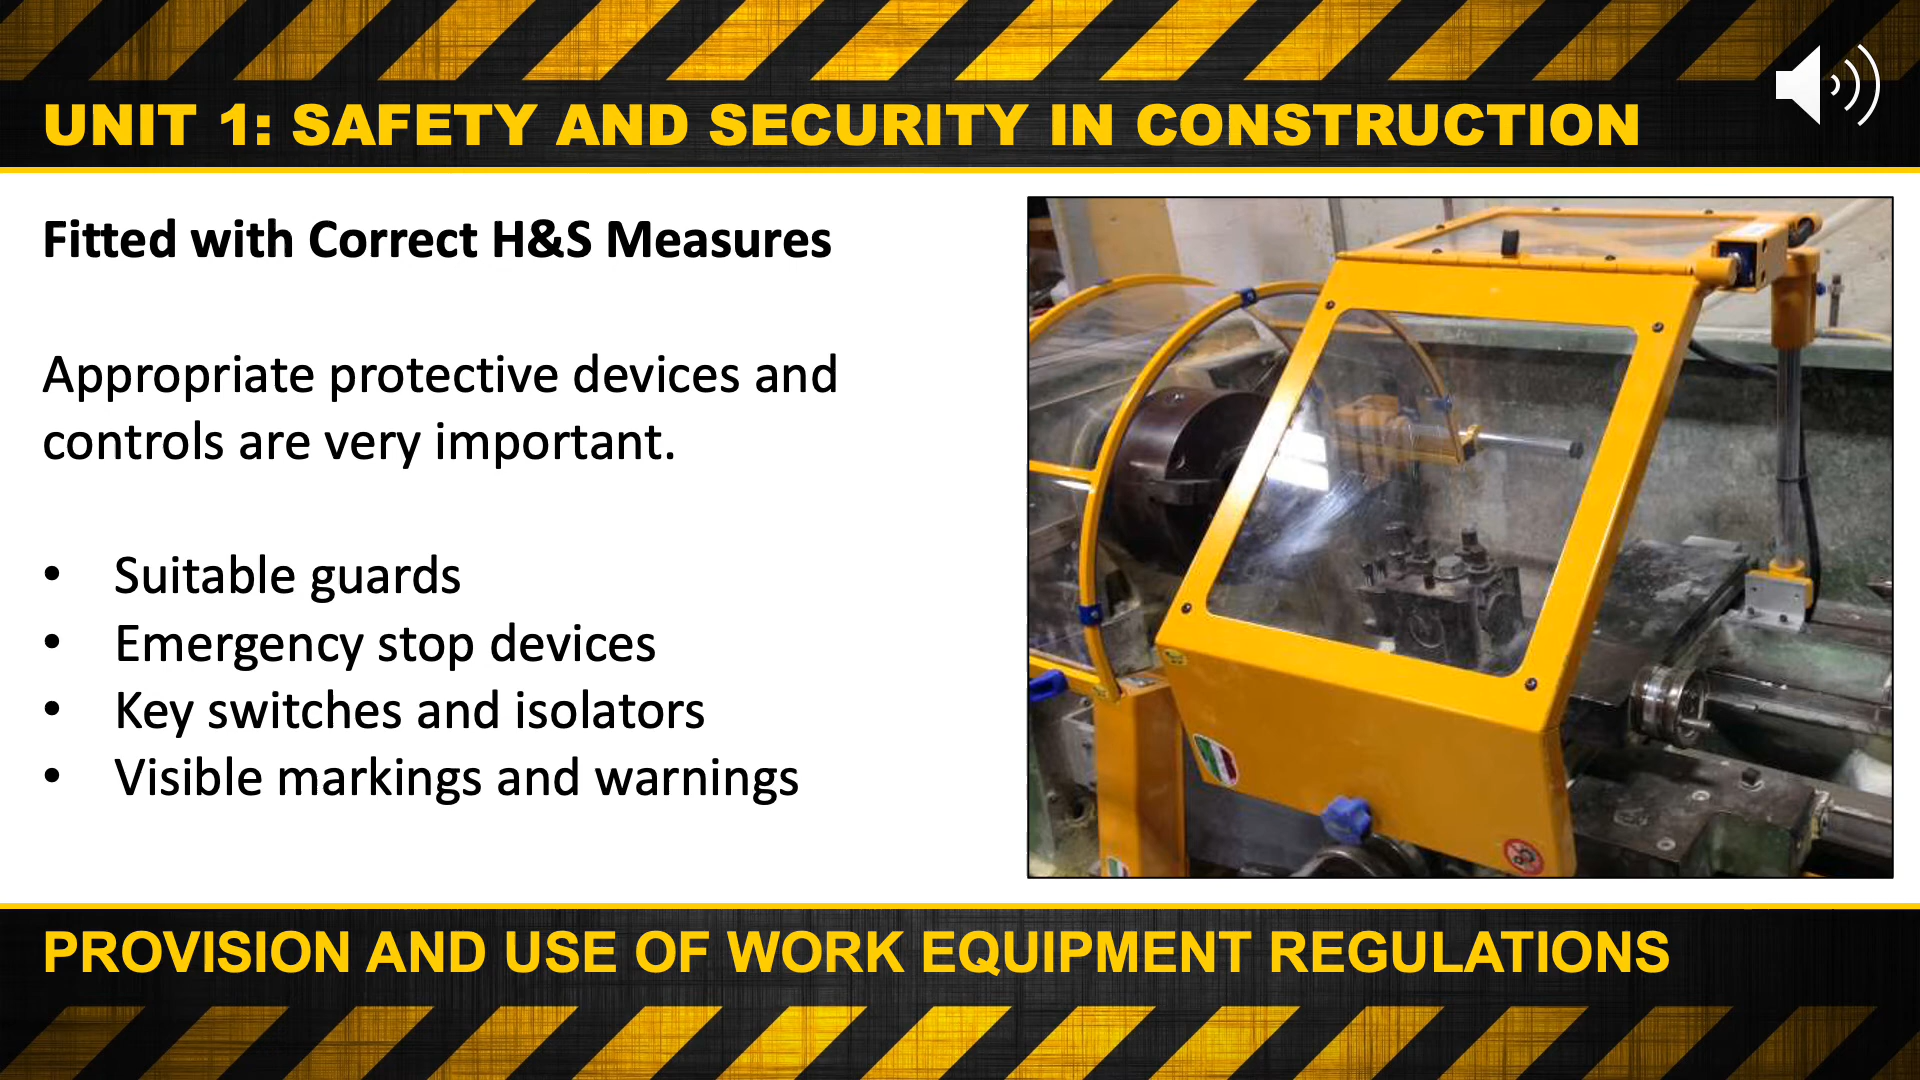 UNIT 1: SAFETY AND SECURITY IN CONSTRUCTION
Fitted with Correct H&S Measures
Appropriate protective devices and
controls are very important.
• Suitable guards
• Emergency stop devices
• Key switches and isolators
• Visible markings and warnings
PROVISION AND USE OF WORK EQUIPMENT REGULATIONS